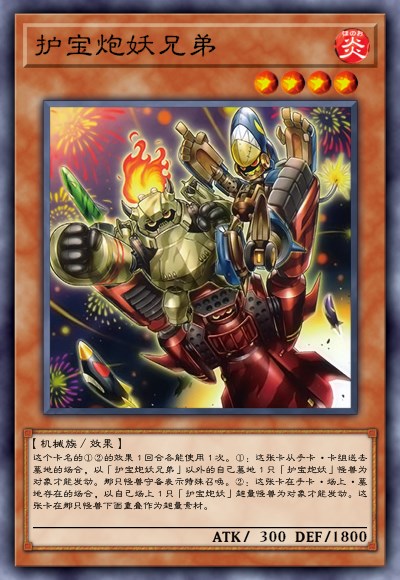 护宝炮妖兄弟
ほのお
炎
【机械族／效果】
这个卡名的①②的效果1回合各能使用1次。①：这张卡从手卡·卡组送去
墓地的场合，以「护宝炮妖兄弟」以外的自己墓地1只「护宝炮妖」怪兽为
对象才能发动。那只怪兽守备表示特殊召唤。②：这张卡在手卡·场上·墓
地存在的场合，以自己场上1只「护宝炮妖」超量怪兽为对象才能发动。这
张卡在那只怪兽下面重叠作为超量素材。
ATK/ 300 DEF/1800